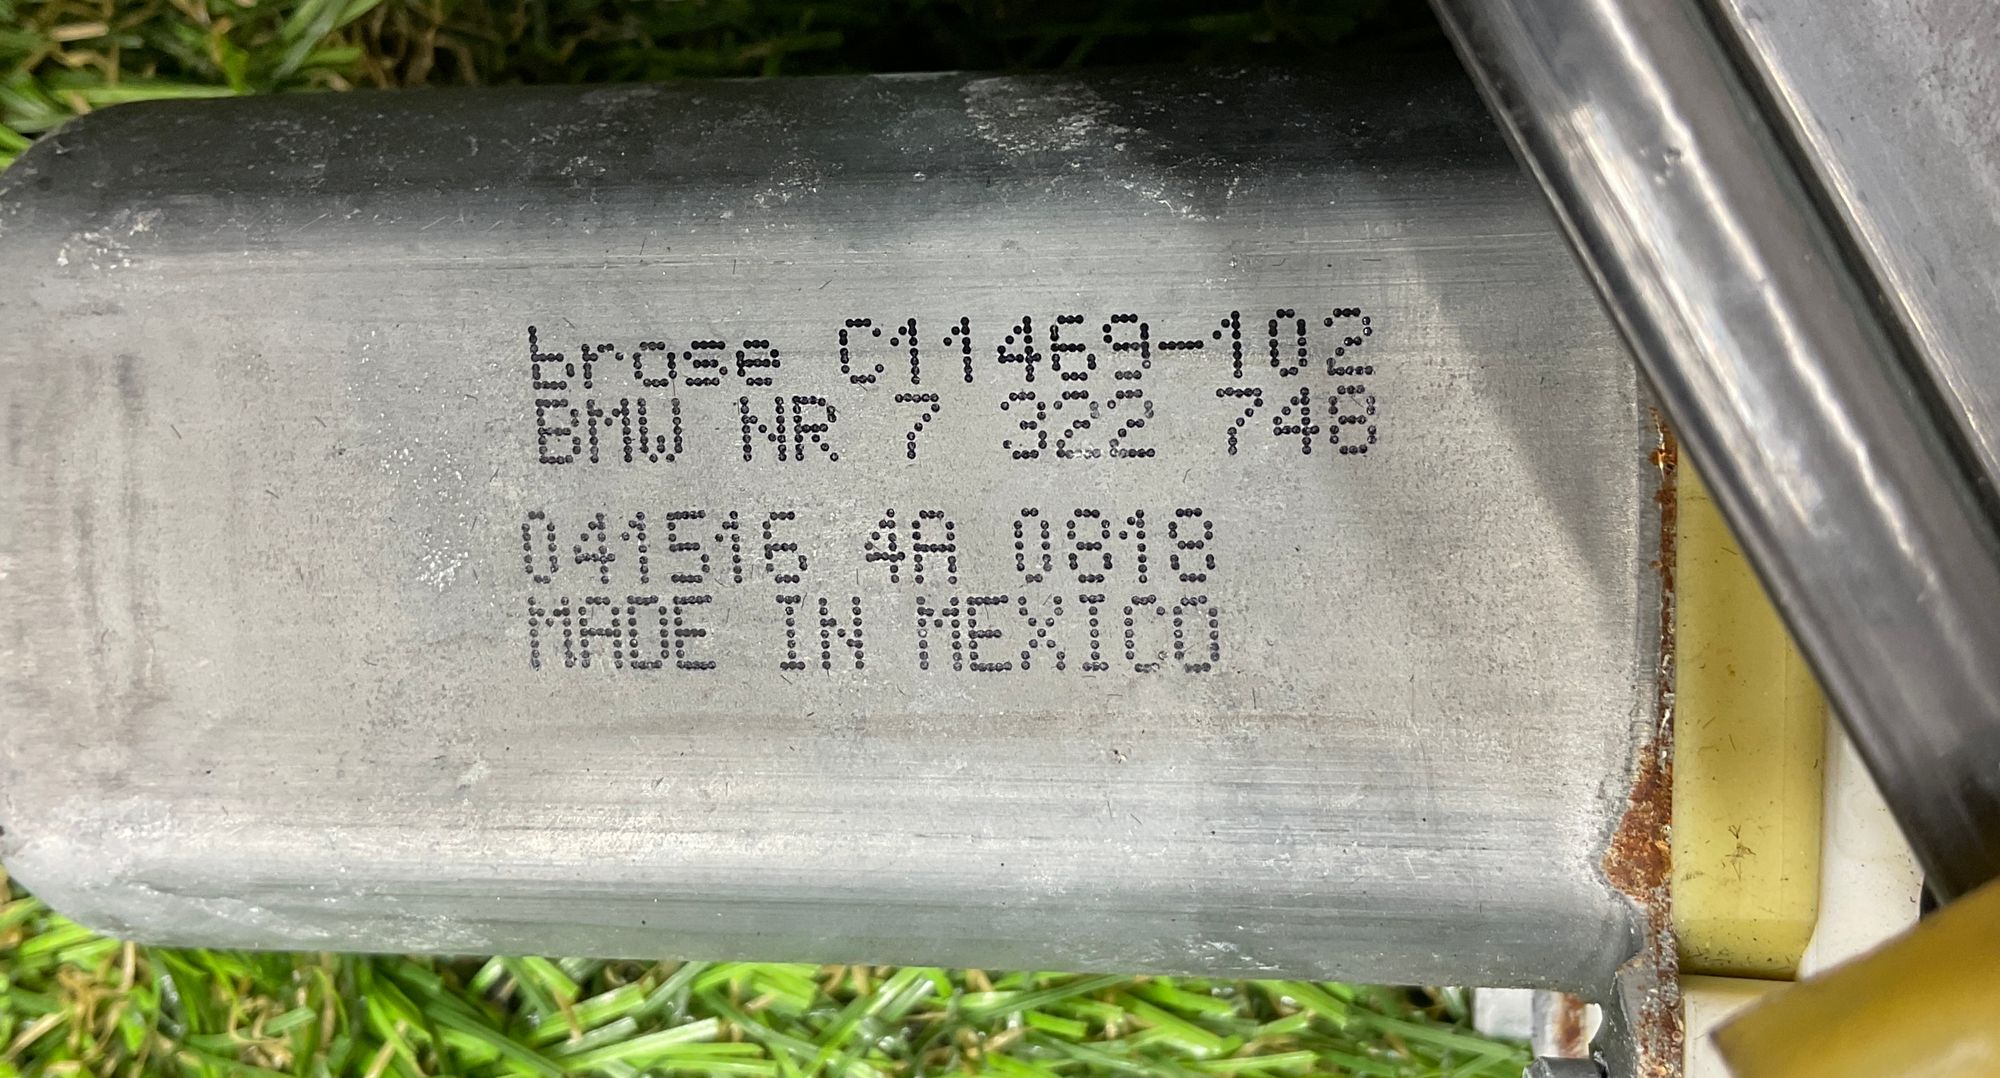 brose C11469-102
BMW NR 7 322 748
041516 4A 0818
MADE IN MEXICO